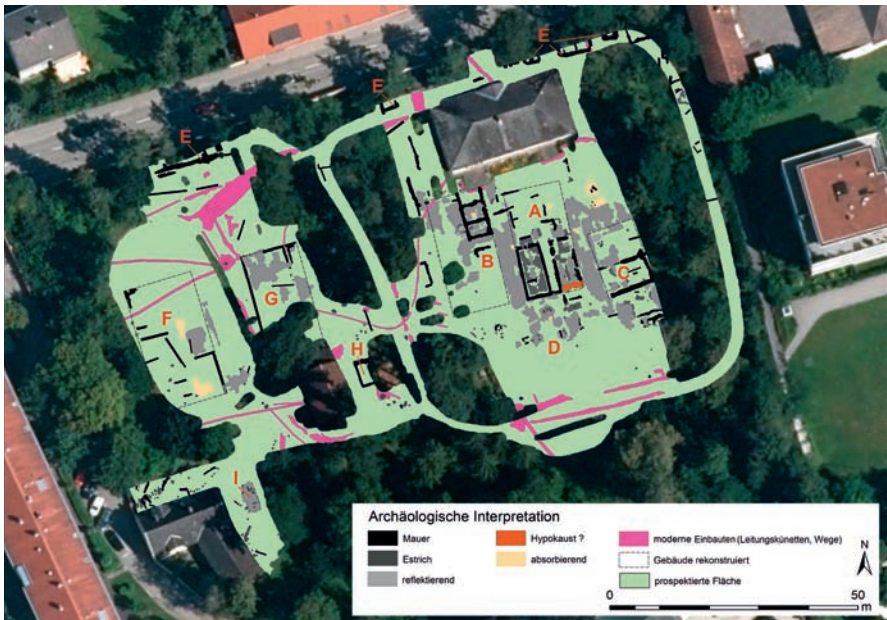 E
E
E
E
A
B
C
G
F
D
H
I
Archäologische Interpretation
Mauer
Hypokaust ?
moderne Einbauten (Leitungskünetten, Wege)
Estrich
absorbierend
Gebäude rekonstruiert
reflektierend
prospektierte Fläche
N
0 50
m